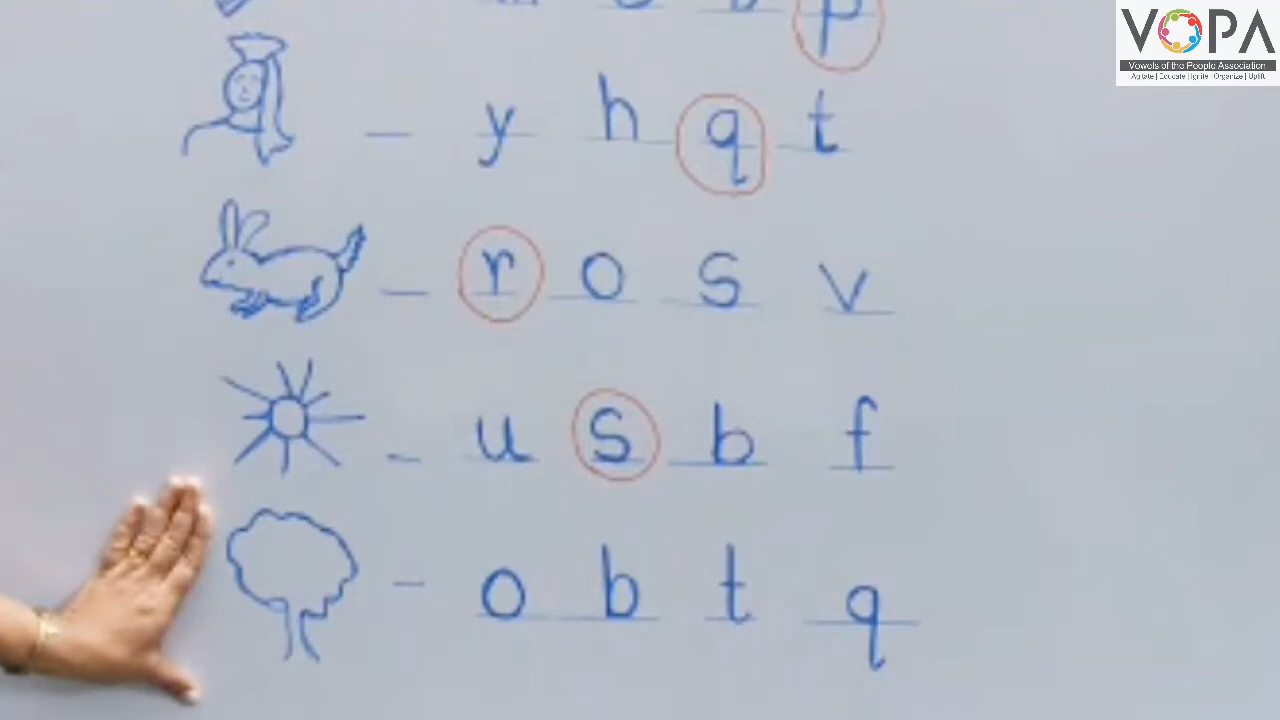 p
VOPA
Vowels of the People Association
Agitate | Educate | Ignite | Organize | Uplift
– y h q t
– r o s v
– u s b f
– o b t q